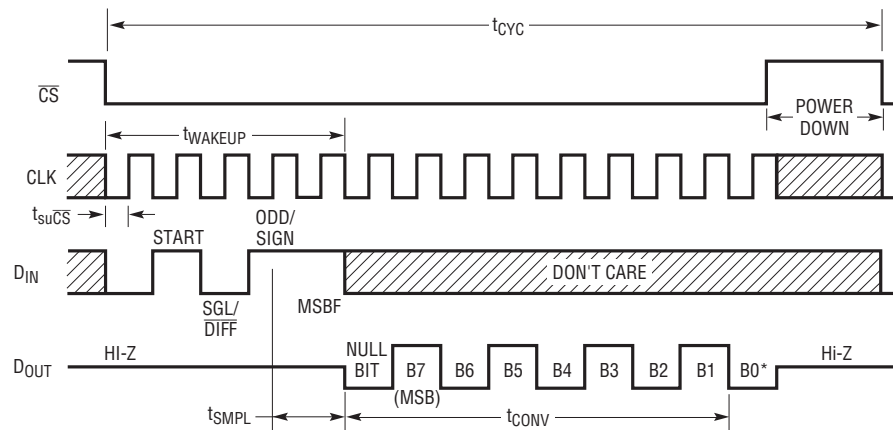 tCYC
CS
POWER
DOWN
tWAKEUP
CLK
tsuCS
START
ODD/
SIGN
DIN
DON'T CARE
SGL/
DIFF
MSBF
HI-Z
NULL
BIT
B7
(MSB)
B6
B5
B4
B3
B2
B1
B0*
Hi-Z
DOUT
tSMPL
tCONV